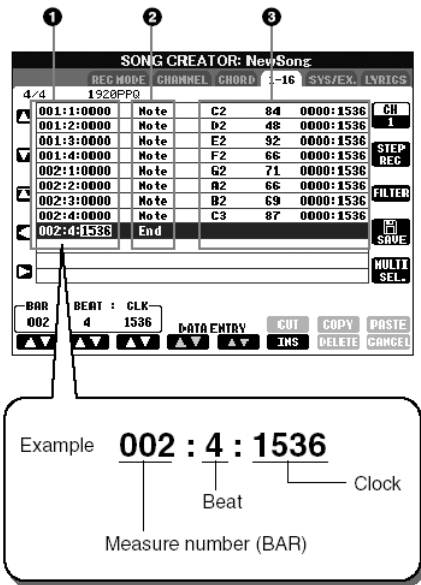 ❶ ❷ ❸
SONG CREATOR: NewSong
REC MODE CHANNEL CHORD 1-16 SYS/EX. LYRICS
4/4 1920PPQ
001:1:0000 Note C2 84 0000:1536
001:2:0000 Note D2 48 0000:1536
001:3:0000 Note E2 92 0000:1536
001:4:0000 Note F2 66 0000:1536
002:1:0000 Note G2 71 0000:1536
002:2:0000 Note A2 66 0000:1536
002:3:0000 Note B2 69 0000:1536
002:4:0000 Note C3 87 0000:1536
002:4:1536 End
CH
1
STEP
REC
FILTER
SAVE
MULTI
SEL.
BAR BEAT : CLK
002 4 1536
DATA ENTRY
CUT COPY PASTE
INS DELETE CANCEL
Example 002 : 4 : 1536
Clock
Beat
Measure number (BAR)